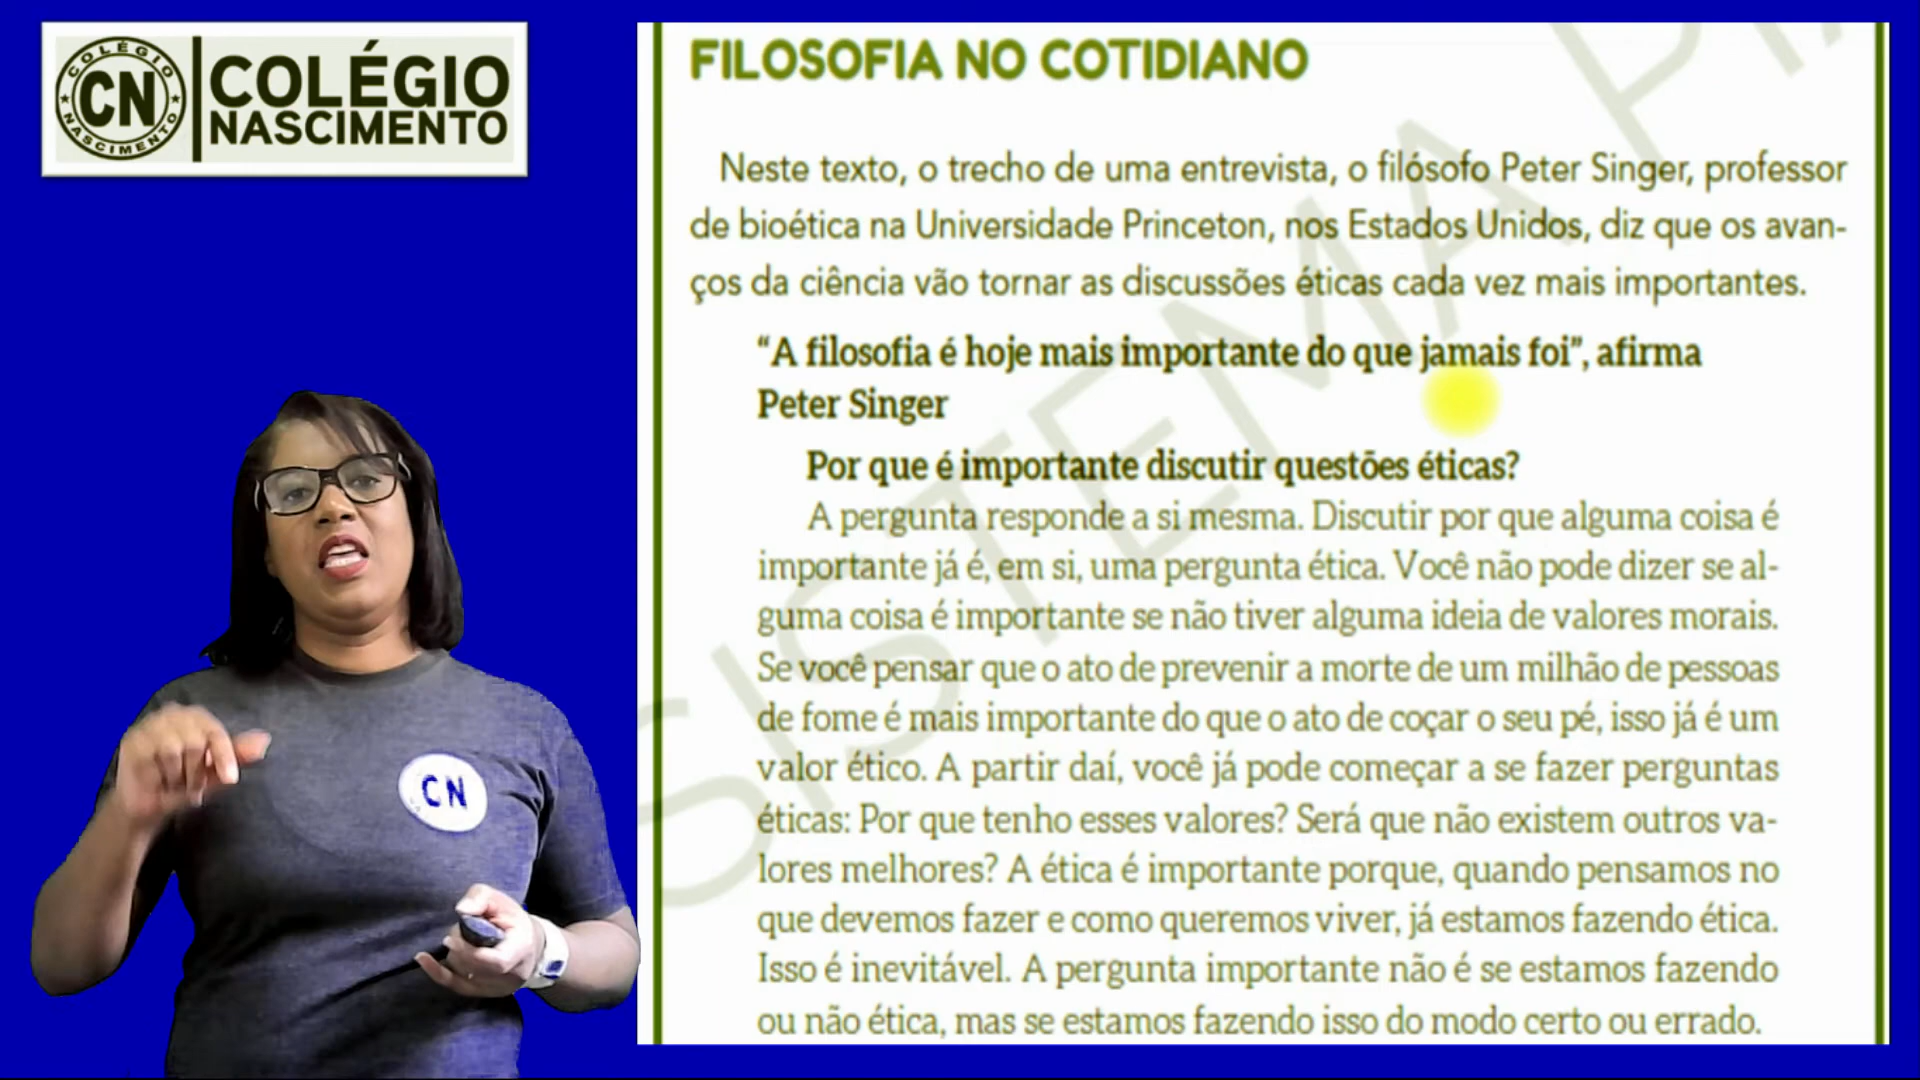 COLÉGIO
NASCIMENTO
CN
COLÉGIO
NASCIMENTO
FILOSOFIA NO COTIDIANO
Neste texto, o trecho de uma entrevista, o filósofo Peter Singer, professor
de bioética na Universidade Princeton, nos Estados Unidos, diz que os avan-
ços da ciência vão tornar as discussões éticas cada vez mais importantes.
“A filosofia é hoje mais importante do que jamais foi”, afirma
Peter Singer
Por que é importante discutir questões éticas?
A pergunta responde a si mesma. Discutir por que alguma coisa é
importante já é, em si, uma pergunta ética. Você não pode dizer se al-
guma coisa é importante se não tiver alguma ideia de valores morais.
Se você pensar que o ato de prevenir a morte de um milhão de pessoas
de fome é mais importante do que o ato de coçar o seu pé, isso já é um
valor ético. A partir daí, você já pode começar a se fazer perguntas
éticas: Por que tenho esses valores? Será que não existem outros va-
lores melhores? A ética é importante porque, quando pensamos no
que devemos fazer e como queremos viver, já estamos fazendo ética.
Isso é inevitável. A pergunta importante não é se estamos fazendo
ou não ética, mas se estamos fazendo isso do modo certo ou errado.
SISTEMA
CN